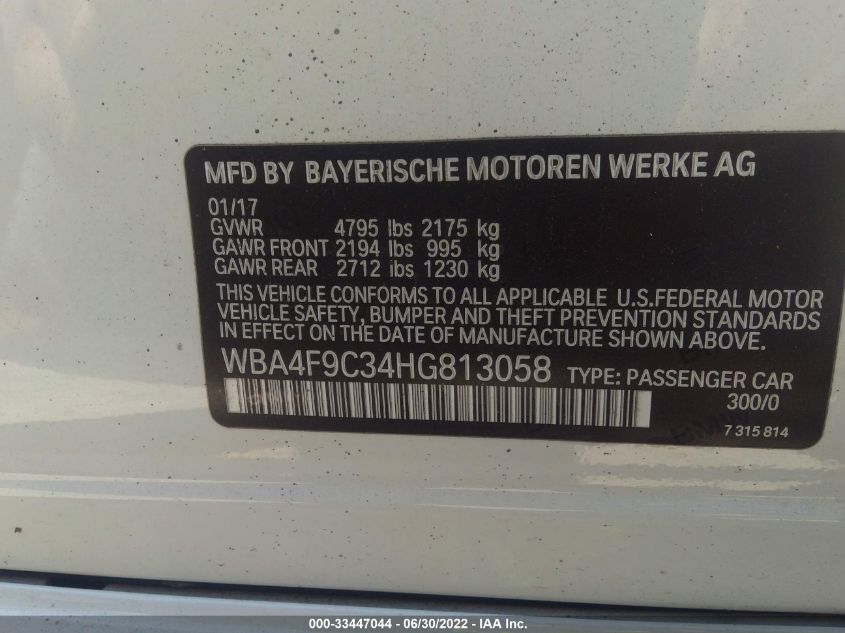 MFD BY BAYERISCHE MOTOREN WERKE AG
01/17
GVWR 4795 lbs 2175 kg
GAWR FRONT 2194 lbs 995 kg
GAWR REAR 2712 lbs 1230 kg
THIS VEHICLE CONFORMS TO ALL APPLICABLE U.S.FEDERAL MOTOR
VEHICLE SAFETY, BUMPER AND THEFT PREVENTION STANDARDS
IN EFFECT ON THE DATE OF MANUFACTURE SHOWN ABOVE.
WBA4F9C34HG813058 TYPE: PASSENGER CAR
300/0
7 315 814
000-33447044 - 06/30/2022 - IAA Inc.